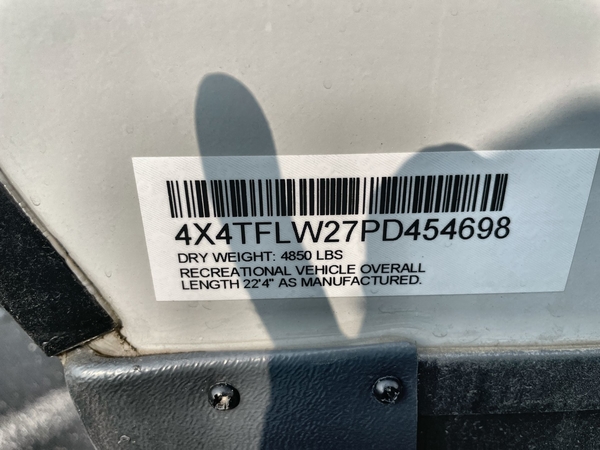 4X4TFLW27PD454698
DRY WEIGHT: 4850 LBS
RECREATIONAL VEHICLE OVERALL
LENGTH 22'4" AS MANUFACTURED.